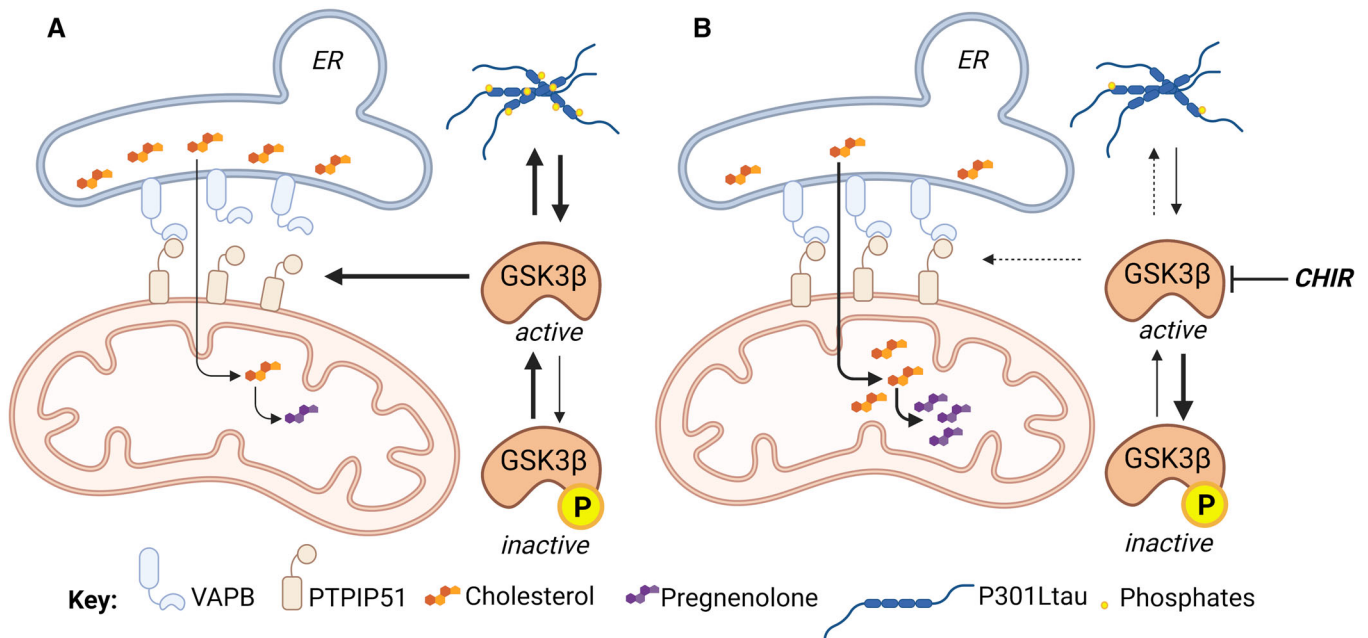 A
ER
GSK3β
active
GSK3β
P
inactive
B
ER
GSK3β
CHIR
active
GSK3β
P
inactive
Key: VAPB PTPIP51 Cholesterol Pregnenolone P301Ltau Phosphates